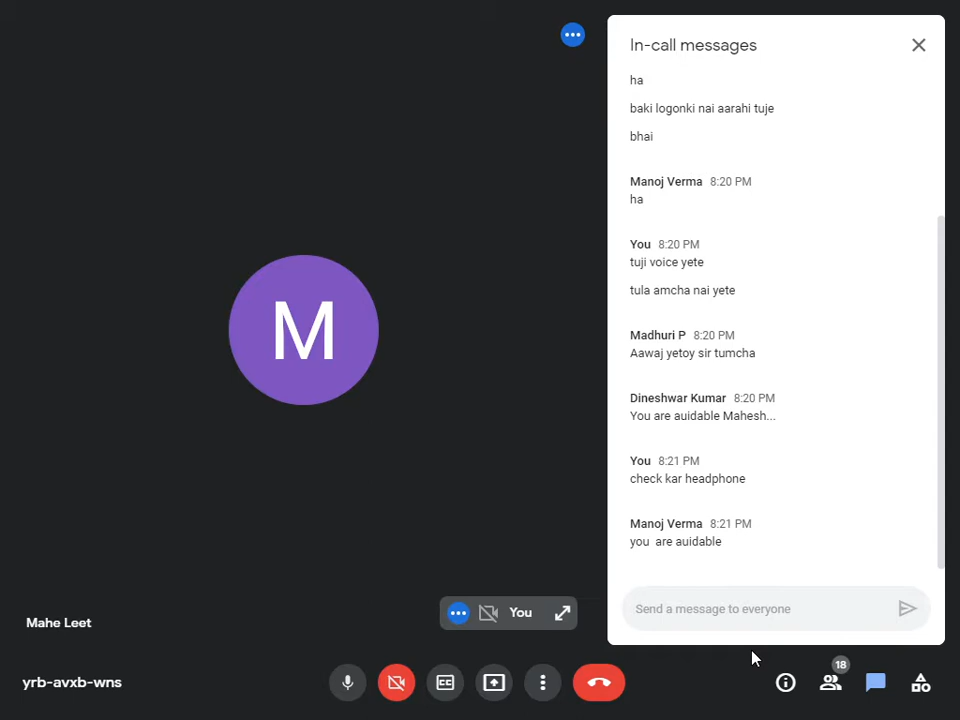 In-call messages
ha
baki logonki nai aarahi tuje
bhai
Manoj Verma 8:20 PM
ha
You 8:20 PM
tuji voice yete
tula amcha nai yete
Madhuri P 8:20 PM
Aawaj yetoy sir tumcha
Dineshwar Kumar 8:20 PM
You are auidable Mahesh...
You 8:21 PM
check kar headphone
Manoj Verma 8:21 PM
you are auidable
Send a message to everyone
M
Mahe Leet
You
yrb-avxb-wns
CC
18